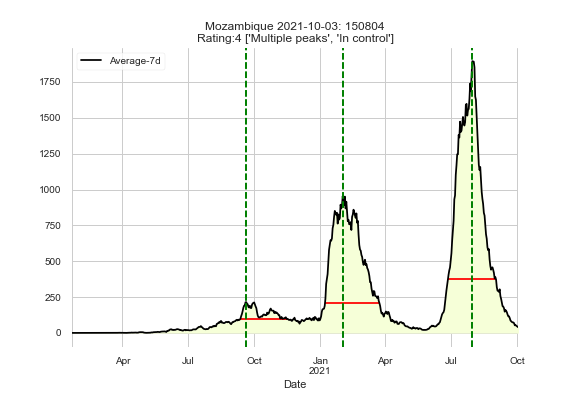 Mozambique 2021-10-03: 150804
Rating:4 ['Multiple peaks', 'In control']
Average-7d
1750
1500
1250
1000
750
500
250
0
Apr Jul Oct Jan Apr Jul Oct
2021
Date